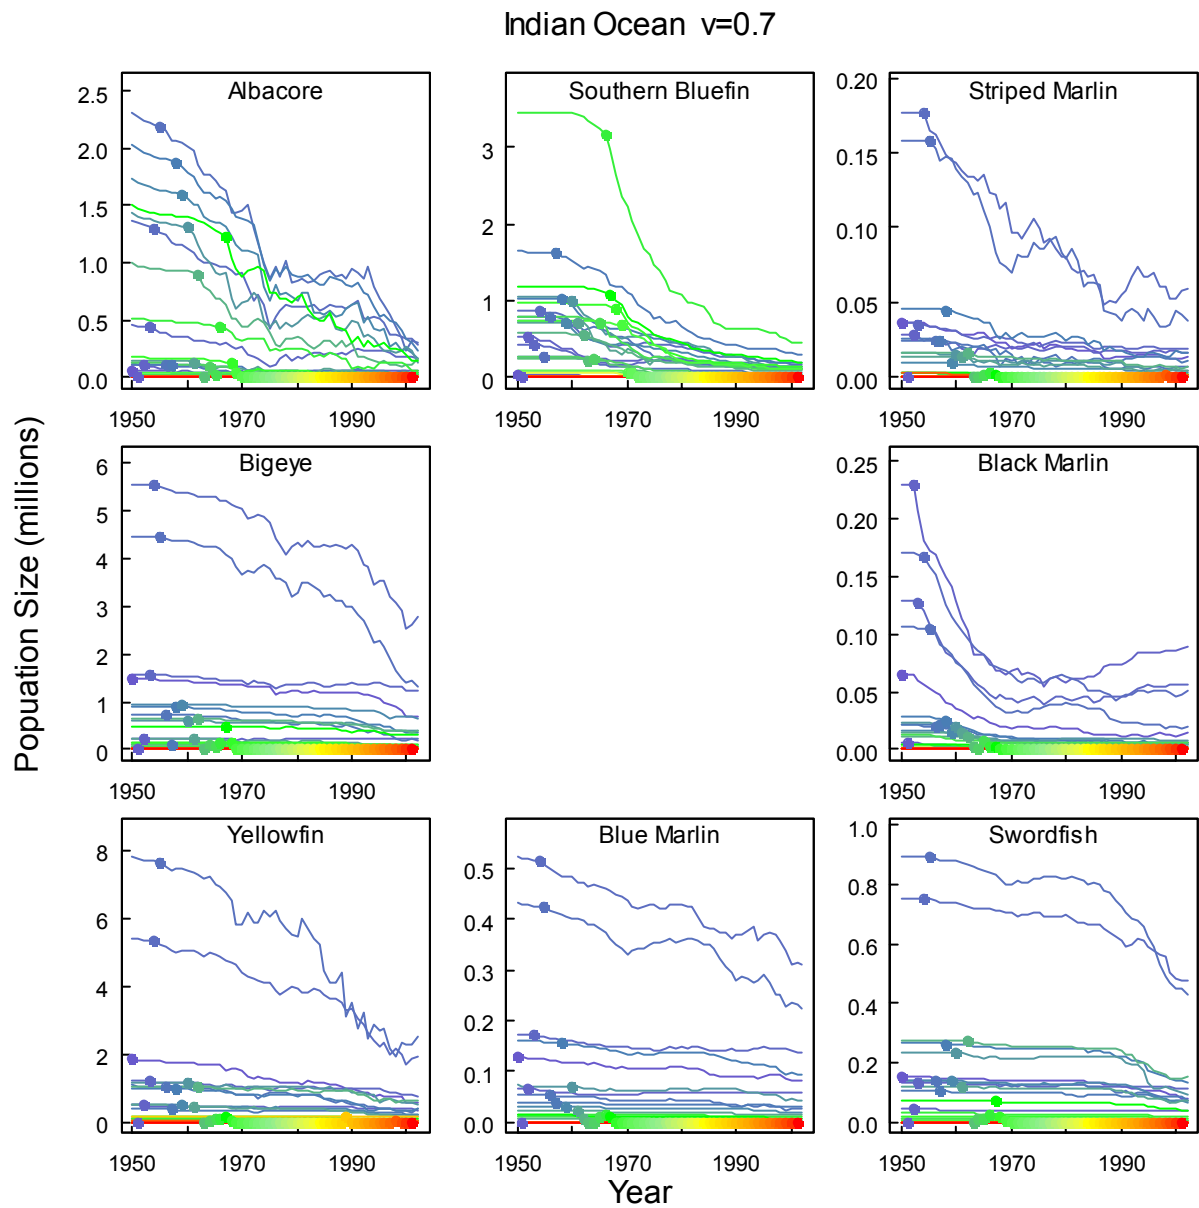 Indian Ocean v=0.7
Albacore
2.5
2.0
1.5
1.0
0.5
0.0
1950 1970 1990
Southern Bluefin
3
2
1
0
1950 1970 1990
Striped Marlin
0.20
0.15
0.10
0.05
0.00
1950 1970 1990
Popuation Size (millions)
Bigeye
6
5
4
3
2
1
0
1950 1970 1990
Black Marlin
0.25
0.20
0.15
0.10
0.05
0.00
1950 1970 1990
Yellowfin
8
6
4
2
0
1950 1970 1990
Blue Marlin
0.5
0.4
0.3
0.2
0.1
0.0
1950 1970 1990
Swordfish
1.0
0.8
0.6
0.4
0.2
0.0
1950 1970 1990
Year